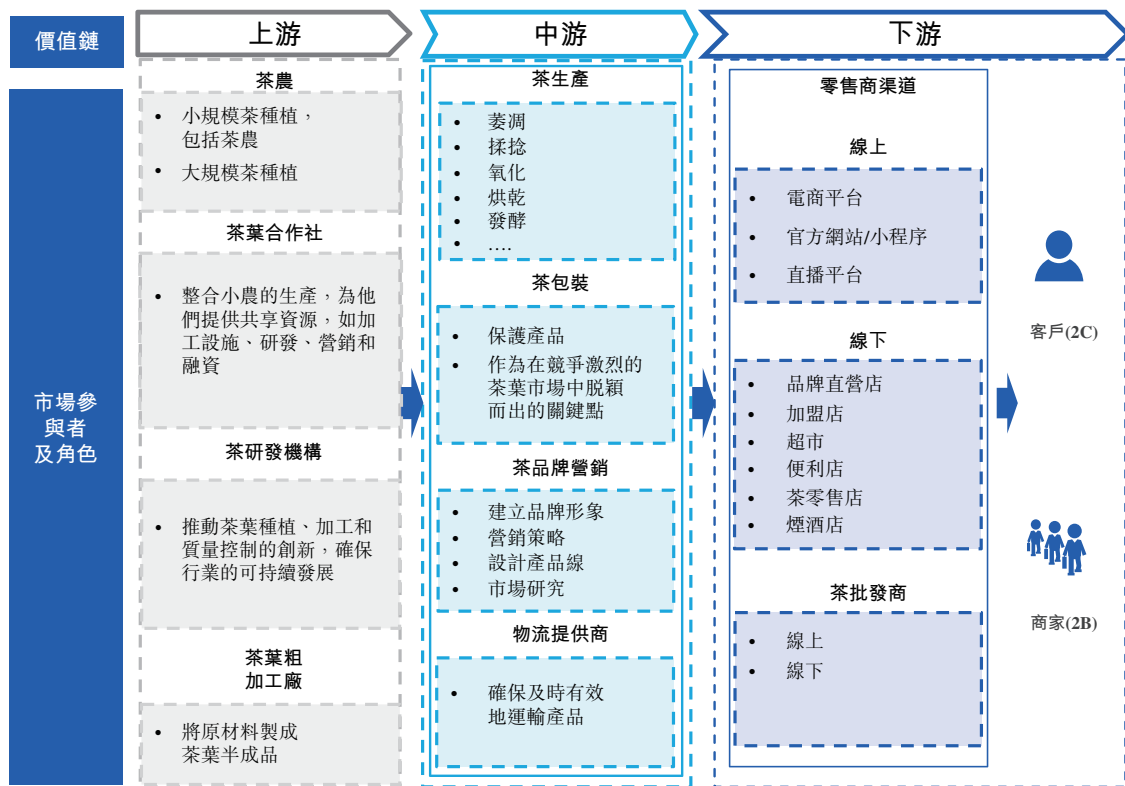 價值鏈
上游
中游
下游
市場參
與者
及角色
茶農
• 小規模茶種植，
包括茶農
• 大規模茶種植
茶葉合作社
• 整合小農的生產，為他
們提供共享資源，如加
工設施、研發、營銷和
融資
茶研發機構
• 推動茶葉種植、加工和
質量控制的創新，確保
行業的可持續發展
茶葉粗
加工廠
• 將原材料製成
茶葉半成品
茶生產
• 萎凋
• 揉捻
• 氧化
• 烘乾
• 發酵
• ….
茶包裝
• 保護產品
• 作為在競爭激烈的
茶葉市場中脫穎
而出的關鍵點
茶品牌營銷
• 建立品牌形象
• 營銷策略
• 設計產品線
• 市場研究
物流提供商
• 確保及時有效
地運輸產品
零售商渠道
線上
• 電商平台
• 官方網站/小程序
• 直播平台
線下
• 品牌直營店
• 加盟店
• 超市
• 便利店
• 茶零售店
• 煙酒店
茶批發商
• 線上
• 線下
客戶(2C)
商家(2B)